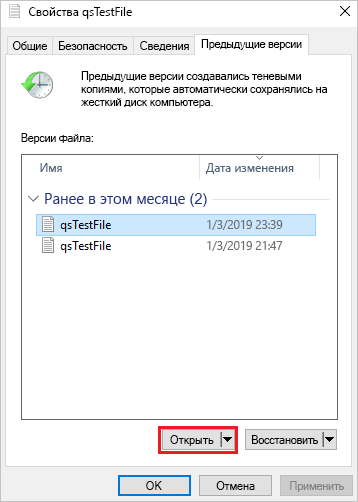 Свойства qsTestFile
Общие Безопасность Сведения Предыдущие версии
Предыдущие версии создавались теневыми
копиями, которые автоматически сохранялись на
жесткий диск компьютера.
Версии файла:
Имя Дата изменения
Ранее в этом месяце (2)
qsTestFile 1/3/2019 23:39
qsTestFile 1/3/2019 21:47
Открыть Восстановить
OK Отмена Применить